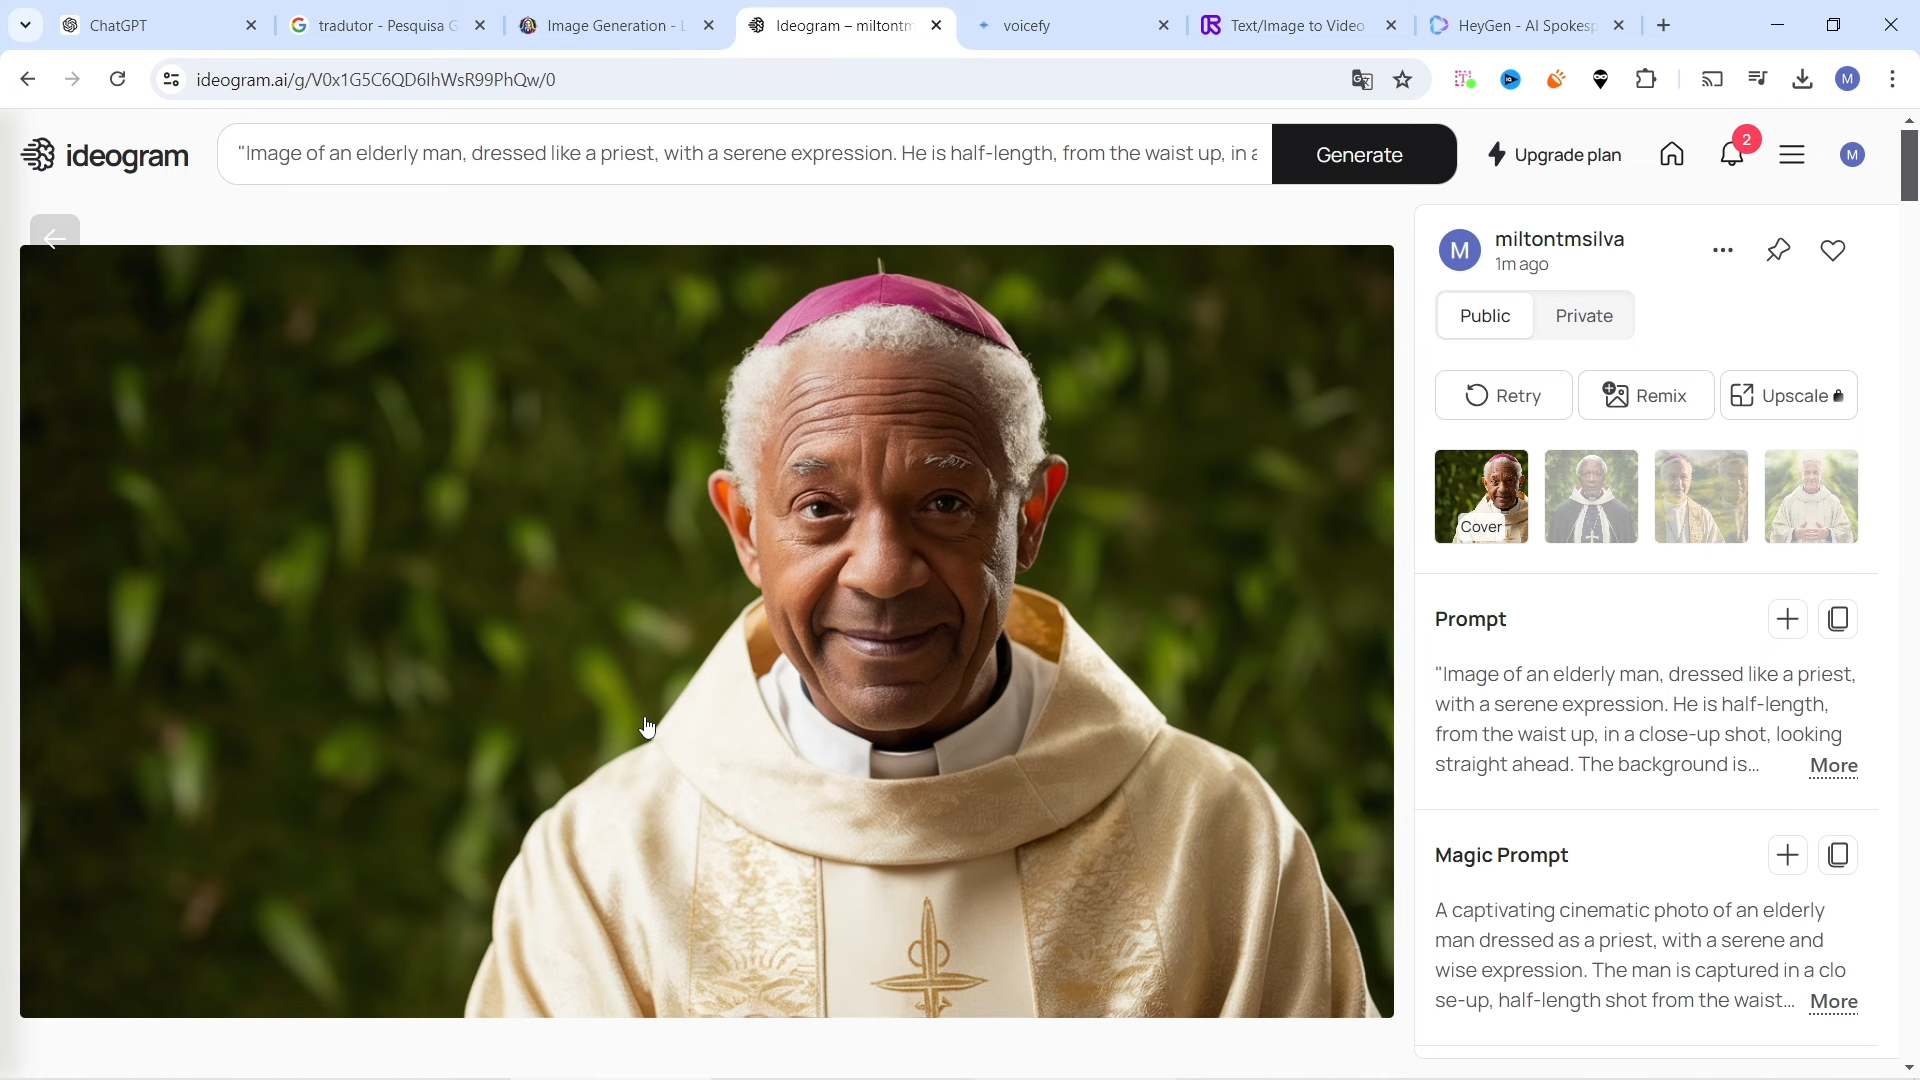 ChatGPT
tradutor - Pesquisa G
Image Generation - L
Ideogram – miltontm
voicefy
Text/Image to Video
HeyGen - AI Spokesp
ideogram.ai/g/V0x1G5C6QD6IhWsR99PhQw/0
M
ideogram
"Image of an elderly man, dressed like a priest, with a serene expression. He is half-length, from the waist up, in a
Generate
Upgrade plan
2
M
M
miltontmsilva
1m ago
Public
Private
Retry
Remix
Upscale
Cover
Prompt
"Image of an elderly man, dressed like a priest,
with a serene expression. He is half-length,
from the waist up, in a close-up shot, looking
straight ahead. The background is...
More
Magic Prompt
A captivating cinematic photo of an elderly
man dressed as a priest, with a serene and
wise expression. The man is captured in a clo
se-up, half-length shot from the waist...
More